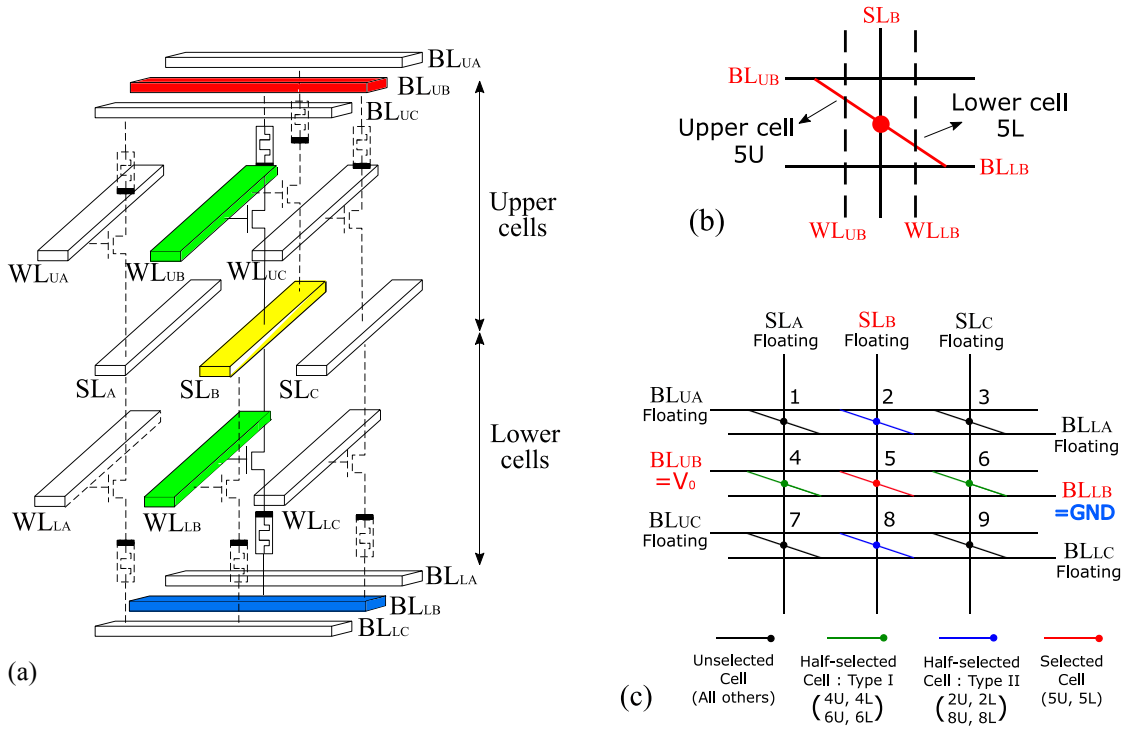 BLUA
BLUB
BLUC
Upper
cells
WLUA
WLUB
WLUC
SLA
SLB
SLC
Lower
cells
WLLA
WLLB
WLLC
BLLA
BLLB
BLLC
(a)
SLB
BLUB
Upper cell
5U
Lower cell
5L
BLLB
WLUB
WLLB
(b)
SLA
Floating
SLB
Floating
SLC
Floating
BLUA
Floating
1
2
3
BLLA
Floating
BLUB
=V₀
4
5
6
BLLB
=GND
BLUC
Floating
7
8
9
BLLC
Floating
Unselected
Cell
(All others)
Half-selected
Cell : Type I
(4U, 4L
6U, 6L)
Half-selected
Cell : Type II
(2U, 2L
8U, 8L)
Selected
Cell
(5U, 5L)
(c)